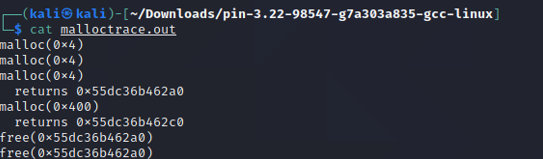 ┌──(kali㉿kali)-[~/Downloads/pin-3.22-98547-g7a303a835-gcc-linux]
└─$ cat malloctrace.out
malloc(0×4)
malloc(0×4)
malloc(0×4)
  returns 0×55dc36b462a0
malloc(0×400)
  returns 0×55dc36b462c0
free(0×55dc36b462a0)
free(0×55dc36b462a0)